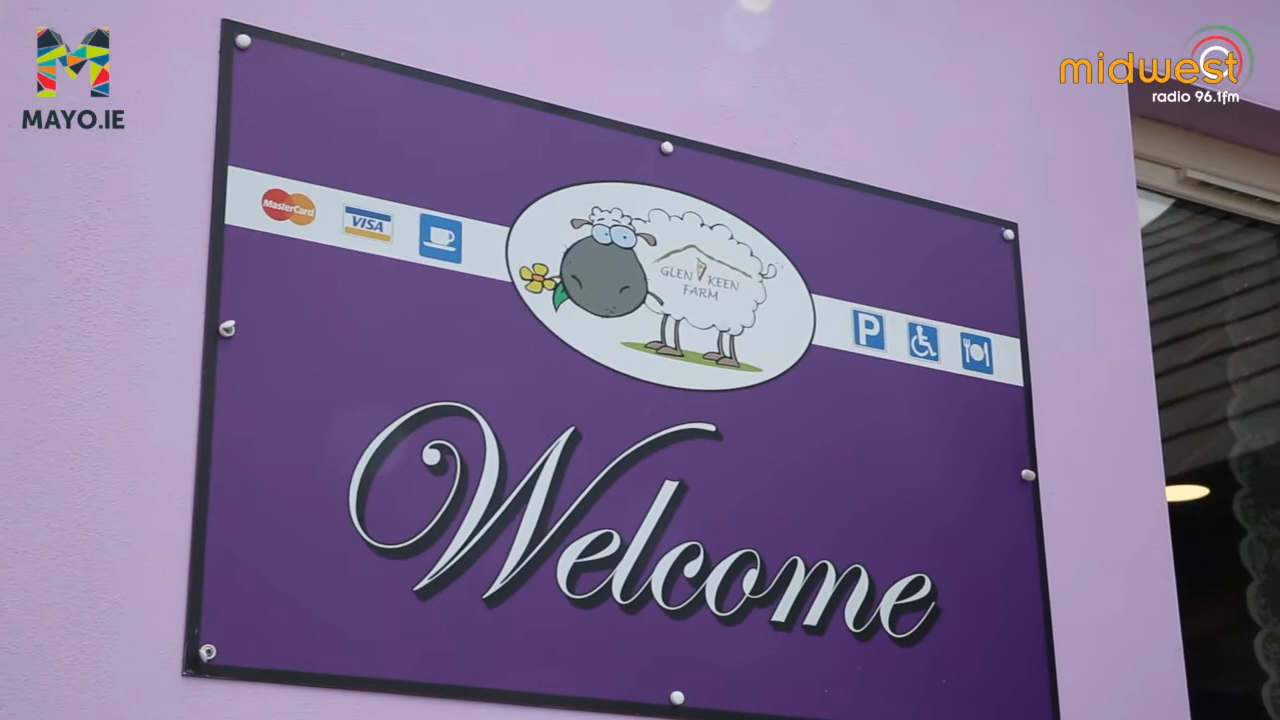 MAYO.IE
midwest
radio 96.1fm
MasterCard
VISA
GLEN KEEN
FARM
P
Welcome